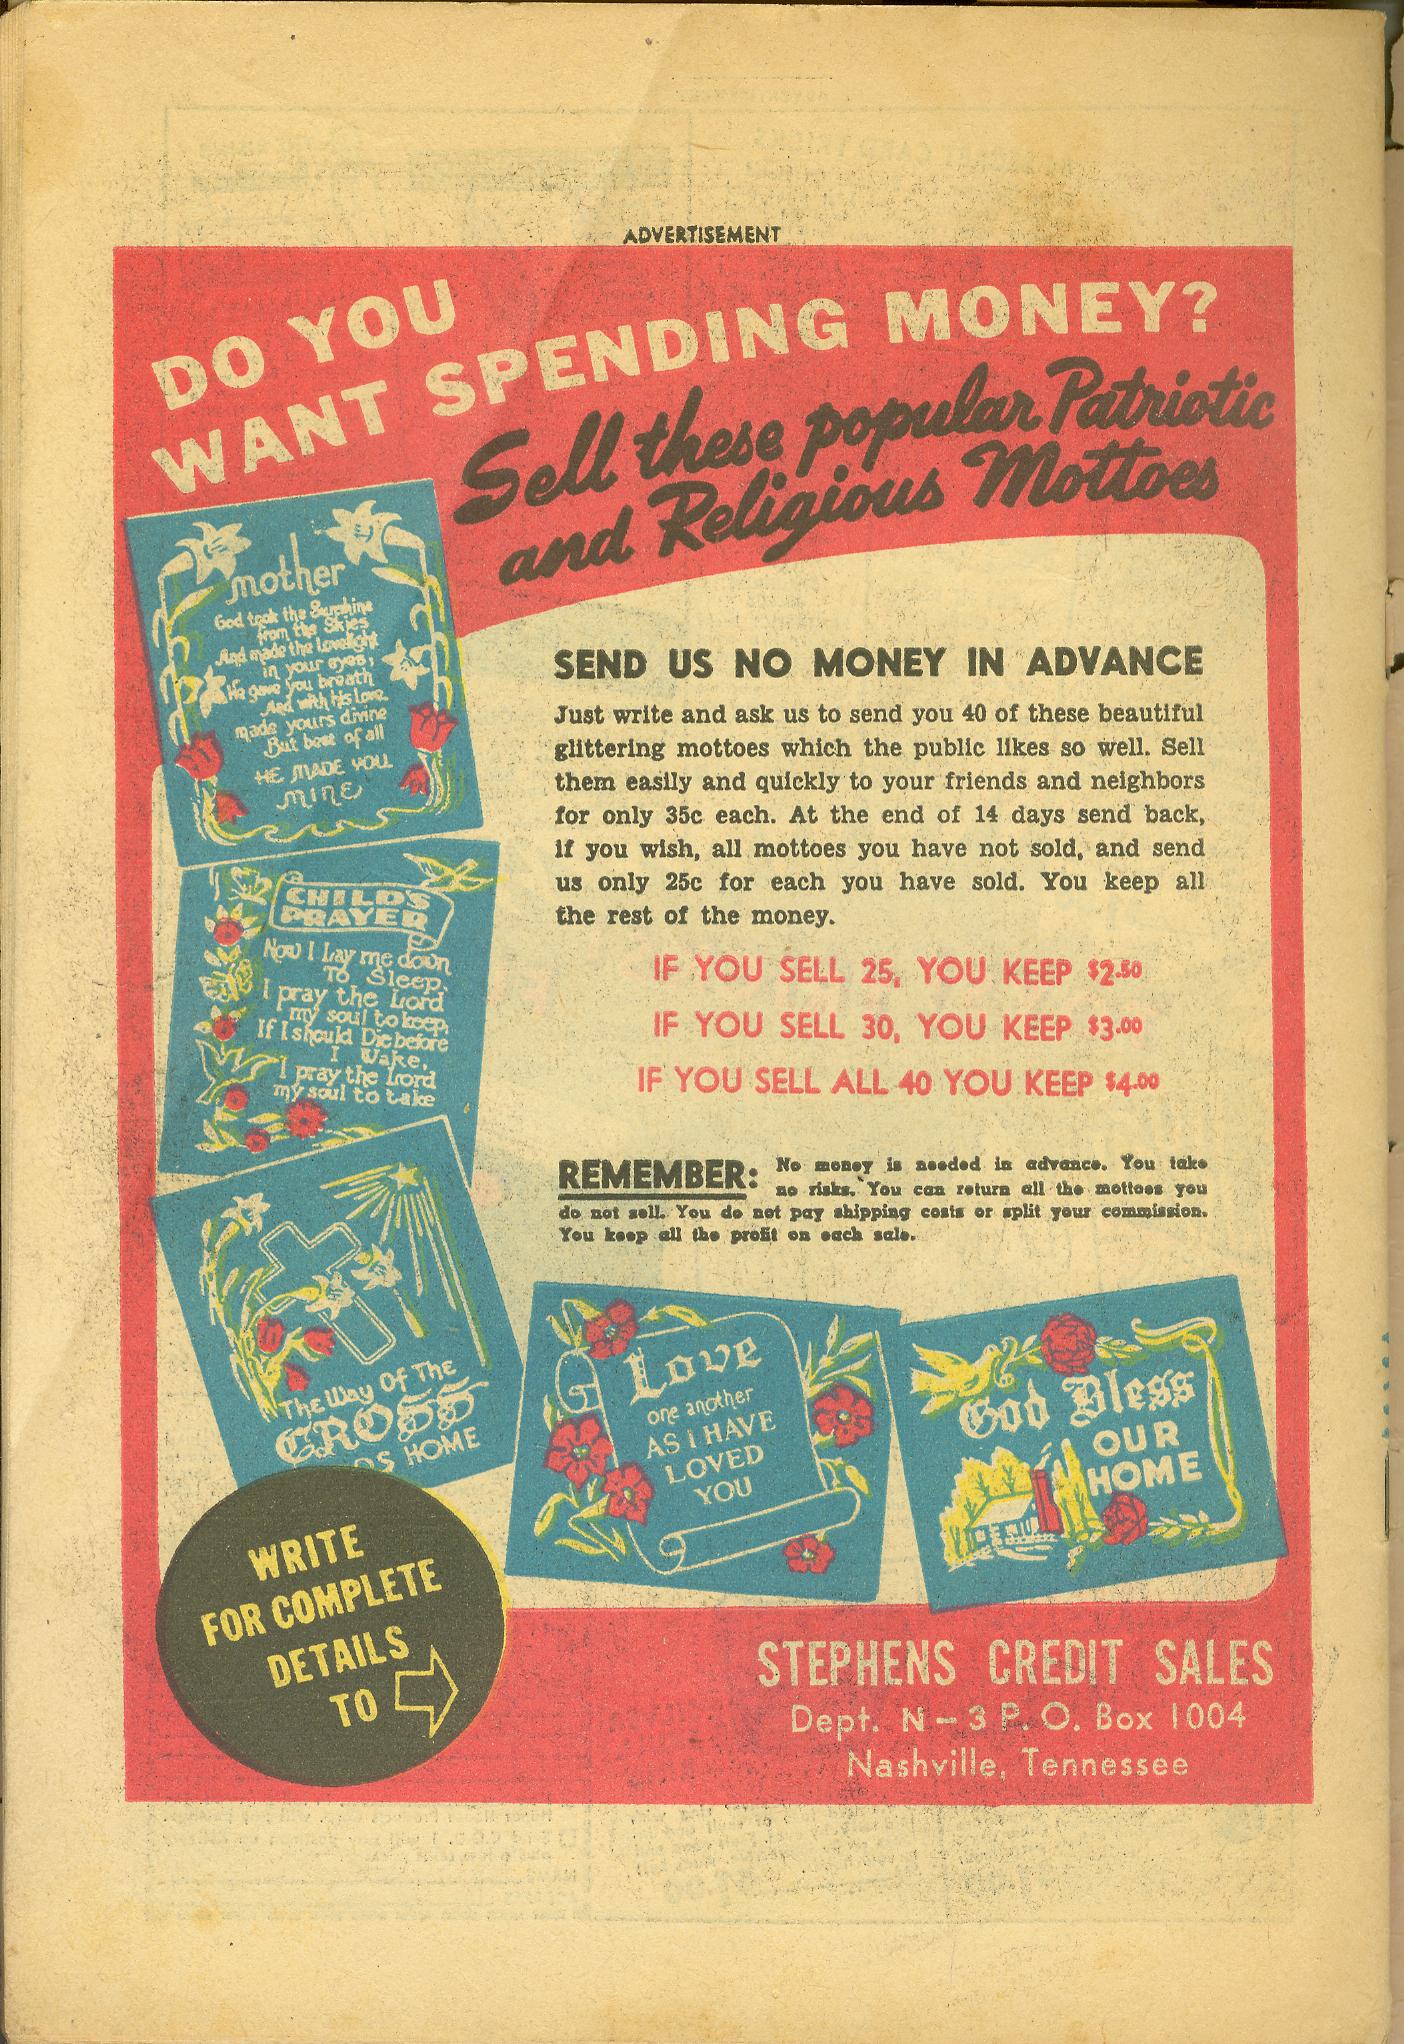 ADVERTISEMENT
DO YOU
WANT SPENDING MONEY?
Sell these popular Patriotic
and Religious Mottoes
mother
God took the Sunshine
from the Skies
And made the Lovelight
in your eyes;
He gave you breath
And with His Love
made yours divine
But best of all
HE MADE YOU
MINE
CHILD'S
PRAYER
Now I Lay me down
To Sleep,
I pray the Lord
my soul to keep,
If I should Die before
I Wake,
I pray the Lord
my soul to take
The Way Of The
CROSS
DS HOME
SEND US NO MONEY IN ADVANCE
Just write and ask us to send you 40 of these beautiful
glittering mottoes which the public likes so well. Sell
them easily and quickly to your friends and neighbors
for only 35c each. At the end of 14 days send back,
if you wish, all mottoes you have not sold, and send
us only 25c for each you have sold. You keep all
the rest of the money.
IF YOU SELL 25, YOU KEEP $2.50
IF YOU SELL 30, YOU KEEP $3.00
IF YOU SELL ALL 40 YOU KEEP $4.00
REMEMBER: No money is needed in advance. You take
no risks. You can return all the mottoes you
do not sell. You do not pay shipping costs or split your commission.
You keep all the profit on each sale.
Love
one another
AS I HAVE
LOVED
YOU
God Bless
OUR
HOME
WRITE
FOR COMPLETE
DETAILS
TO
STEPHENS CREDIT SALES
Dept. N-3 P. O. Box 1004
Nashville, Tennessee